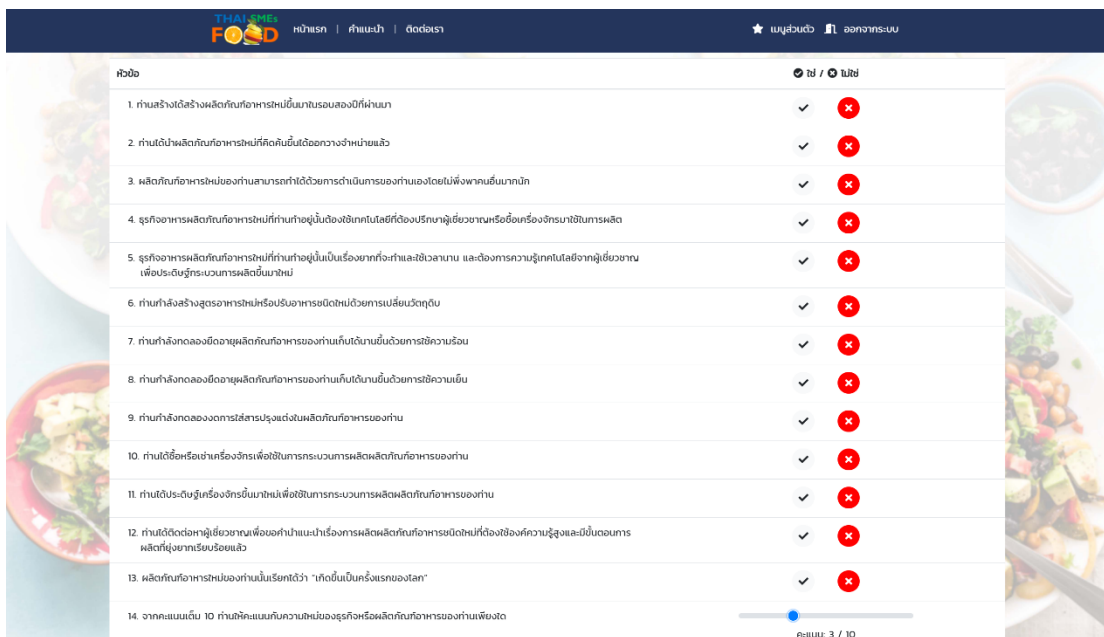 THAI SMEs
FOOD
หน้าแรก | คำแนะนำ | ติดต่อเรา
เมนูส่วนตัว ออกจากระบบ
หัวข้อ
ใช่ / ไม่ใช่
1. ท่านสร้างได้สร้างผลิตภัณฑ์อาหารใหม่ขึ้นมาในรอบสองปีที่ผ่านมา
2. ท่านได้นำผลิตภัณฑ์อาหารใหม่ที่คิดค้นขึ้นได้ออกวางจำหน่ายแล้ว
3. ผลิตภัณฑ์อาหารใหม่ของท่านสามารถทำได้ด้วยการดำเนินการของท่านเองโดยไม่พึ่งพาคนอื่นมากนัก
4. ธุรกิจอาหารผลิตภัณฑ์อาหารใหม่ที่ท่านทำอยู่นั้นต้องใช้เทคโนโลยีที่ต้องปรึกษาผู้เชี่ยวชาญหรือซื้อเครื่องจักรมาใช้ในการผลิต
5. ธุรกิจอาหารผลิตภัณฑ์อาหารใหม่ที่ท่านทำอยู่นั้นเป็นเรื่องยากที่จะทำและใช้เวลานาน และต้องการความรู้เทคโนโลยีจากผู้เชี่ยวชาญ
เพื่อประดิษฐ์กระบวนการผลิตขึ้นมาใหม่
6. ท่านกำลังสร้างสูตรอาหารใหม่หรือปรับอาหารชนิดใหม่ด้วยการเปลี่ยนวัตถุดิบ
7. ท่านกำลังทดลองยืดอายุผลิตภัณฑ์อาหารของท่านเก็บได้นานขึ้นด้วยการใช้ความร้อน
8. ท่านกำลังทดลองยืดอายุผลิตภัณฑ์อาหารของท่านเก็บได้นานขึ้นด้วยการใช้ความเย็น
9. ท่านกำลังทดลองงดการใส่สารปรุงแต่งในผลิตภัณฑ์อาหารของท่าน
10. ท่านได้ซื้อหรือเช่าเครื่องจักรเพื่อใช้ในการกระบวนการผลิตผลิตภัณฑ์อาหารของท่าน
11. ท่านได้ประดิษฐ์เครื่องจักรขึ้นมาใหม่เพื่อใช้ในการกระบวนการผลิตผลิตภัณฑ์อาหารของท่าน
12. ท่านได้ติดต่อหาผู้เชี่ยวชาญเพื่อขอคำนำแนะนำเรื่องการผลิตผลิตภัณฑ์อาหารชนิดใหม่ที่ต้องใช้องค์ความรู้สูงและมีขั้นตอนการ
ผลิตที่ยุ่งยากเรียบร้อยแล้ว
13. ผลิตภัณฑ์อาหารใหม่ของท่านนั้นเรียกได้ว่า "เกิดขึ้นเป็นครั้งแรกของโลก"
14. จากคะแนนเต็ม 10 ท่านให้คะแนนกับความใหม่ของธุรกิจหรือผลิตภัณฑ์อาหารของท่านเพียงใด
คะแนน: 3 / 10